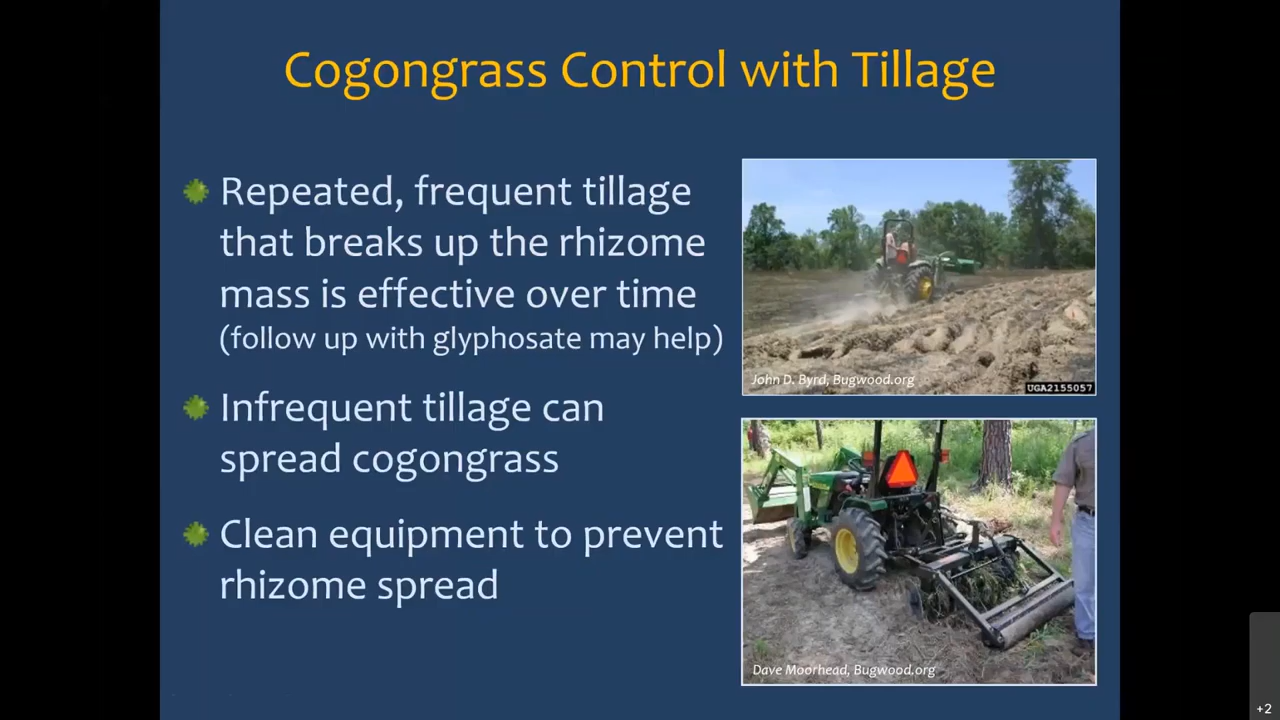 Cogongrass Control with Tillage
Repeated, frequent tillage
that breaks up the rhizome
mass is effective over time
(follow up with glyphosate may help)
Infrequent tillage can
spread cogongrass
Clean equipment to prevent
rhizome spread
John D. Byrd, Bugwood.org
UGA2155057
Dave Moorhead, Bugwood.org
+2